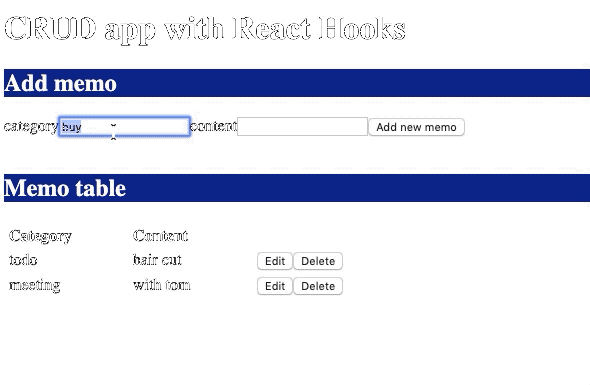 CRUD app with React Hooks
Add memo
category buy content Add new memo
Memo table
Category Content
todo hair cut Edit Delete
meeting with tom Edit Delete